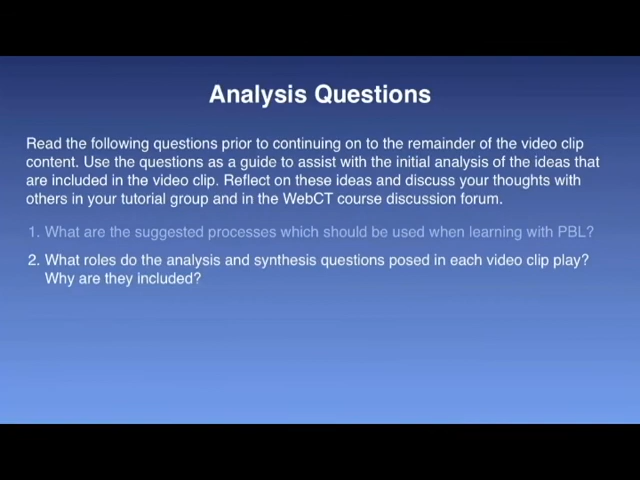 Analysis Questions
Read the following questions prior to continuing on to the remainder of the video clip
content. Use the questions as a guide to assist with the initial analysis of the ideas that
are included in the video clip. Reflect on these ideas and discuss your thoughts with
others in your tutorial group and in the WebCT course discussion forum.
1. What are the suggested processes which should be used when learning with PBL?
2. What roles do the analysis and synthesis questions posed in each video clip play?
Why are they included?